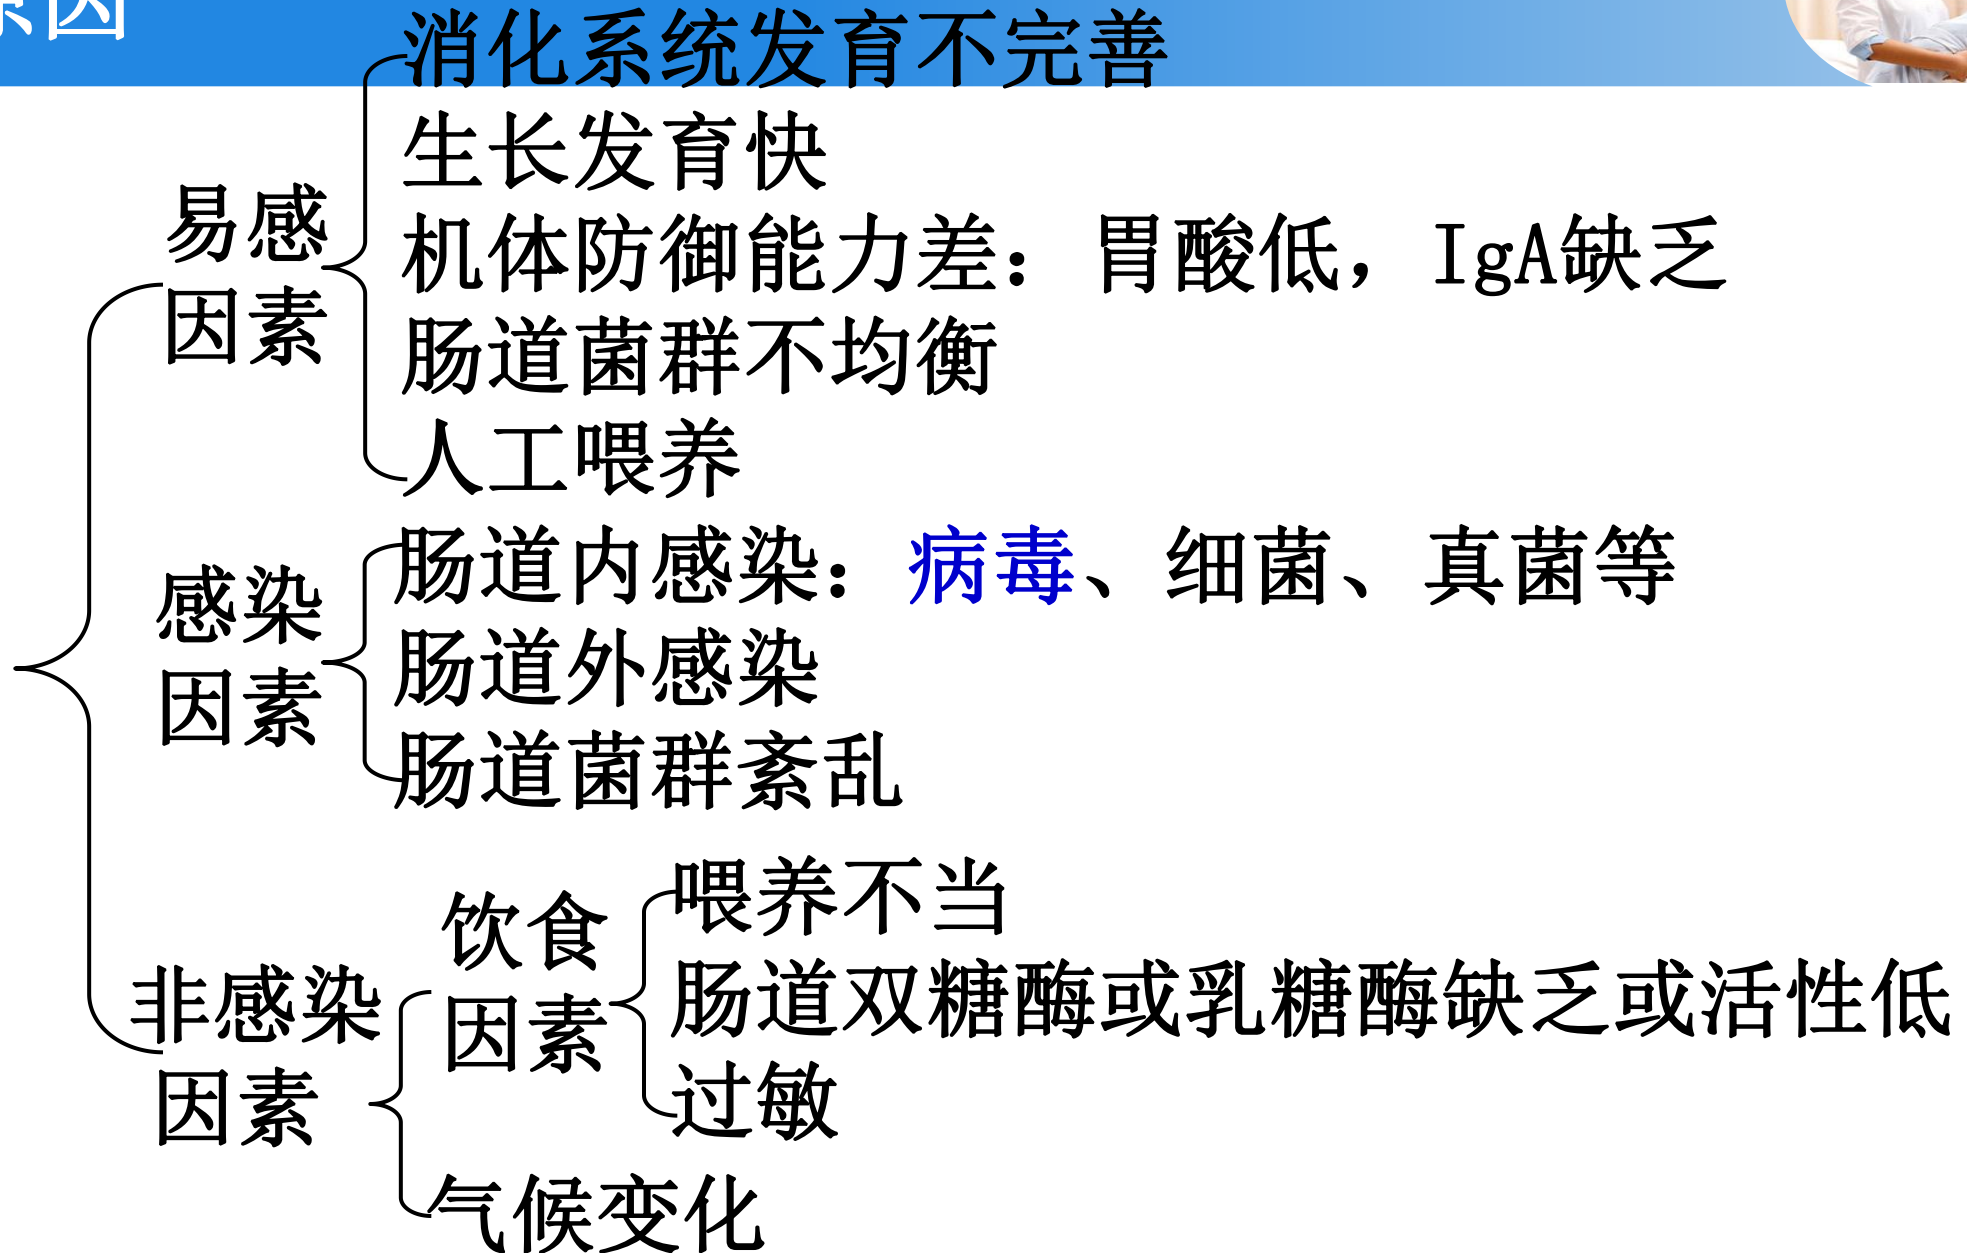 原因
消化系统发育不完善
生长发育快
易感
因素
机体防御能力差：胃酸低，IgA缺乏
肠道菌群不均衡
人工喂养
感染
因素
肠道内感染：病毒、细菌、真菌等
肠道外感染
肠道菌群紊乱
非感染
因素
饮食
因素
喂养不当
肠道双糖酶或乳糖酶缺乏或活性低
过敏
气候变化